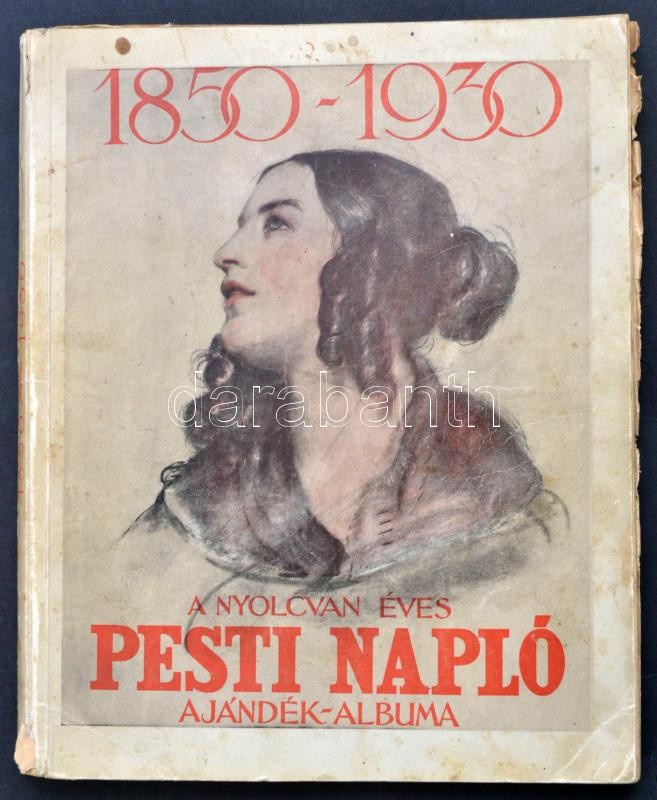 1850-1930
darabanth
A NYOLCVAN ÉVES
PESTI NAPLÓ
AJÁNDÉK-ALBUMA